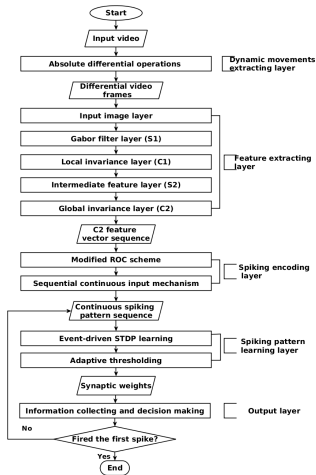 Start
Input video
Absolute differential operations
Dynamic movements
extracting layer
Differential video
frames
Input image layer
Gabor filter layer (S1)
Local invariance layer (C1)
Intermediate feature layer (S2)
Global invariance layer (C2)
Feature extracting
layer
C2 feature
vector sequence
Modified ROC scheme
Sequential continuous input mechanism
Spiking encoding
layer
Continuous spiking
pattern sequence
Event-driven STDP learning
Adaptive thresholding
Spiking pattern
learning layer
Synaptic weights
Information collecting and decision making
Output layer
No
Fired the first spike?
Yes
End